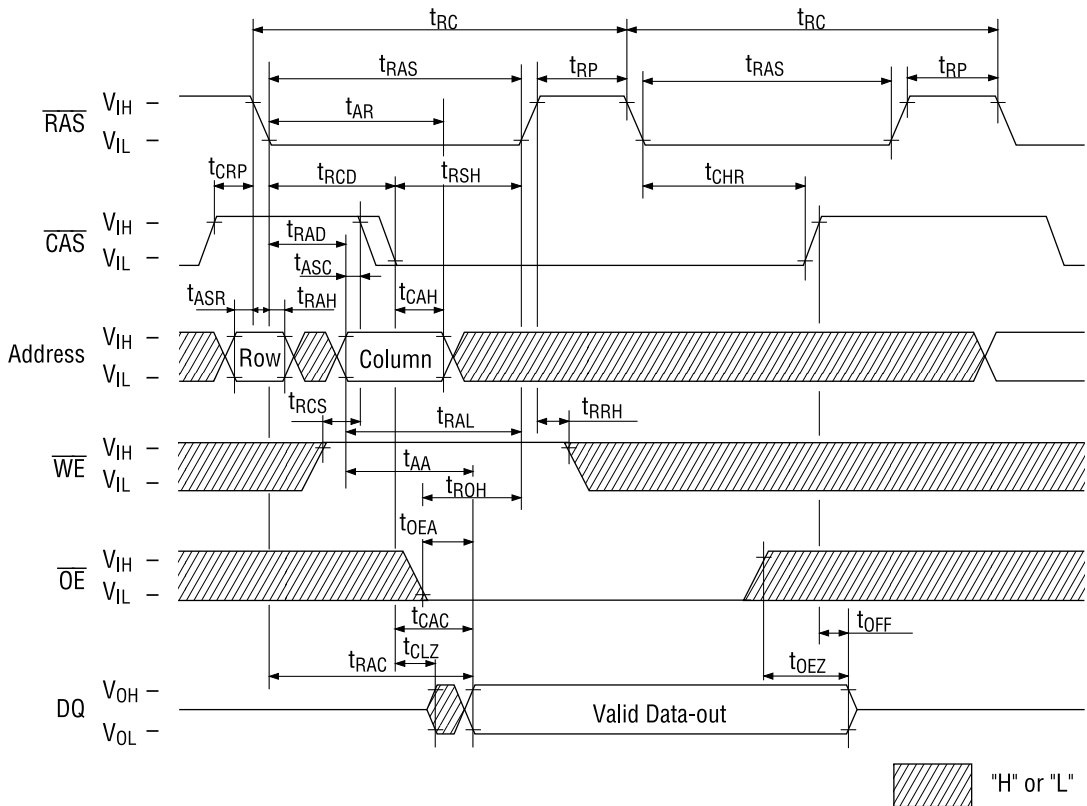 tRC tRC
tRAS tRP tRAS tRP
tAR
RAS VIH
VIL
tCRP tRCD tRSH tCHR
CAS VIH
VIL
tRAD
tASC
tASR tRAH tCAH
Address VIH
VIL
Row Column
tRCS tRAL tRRH
WE VIH
VIL
tAA
tROH
tOEA
OE VIH
VIL
tCAC tOFF
tCLZ
tRAC tOEZ
DQ VOH
VOL
Valid Data-out
"H" or "L"